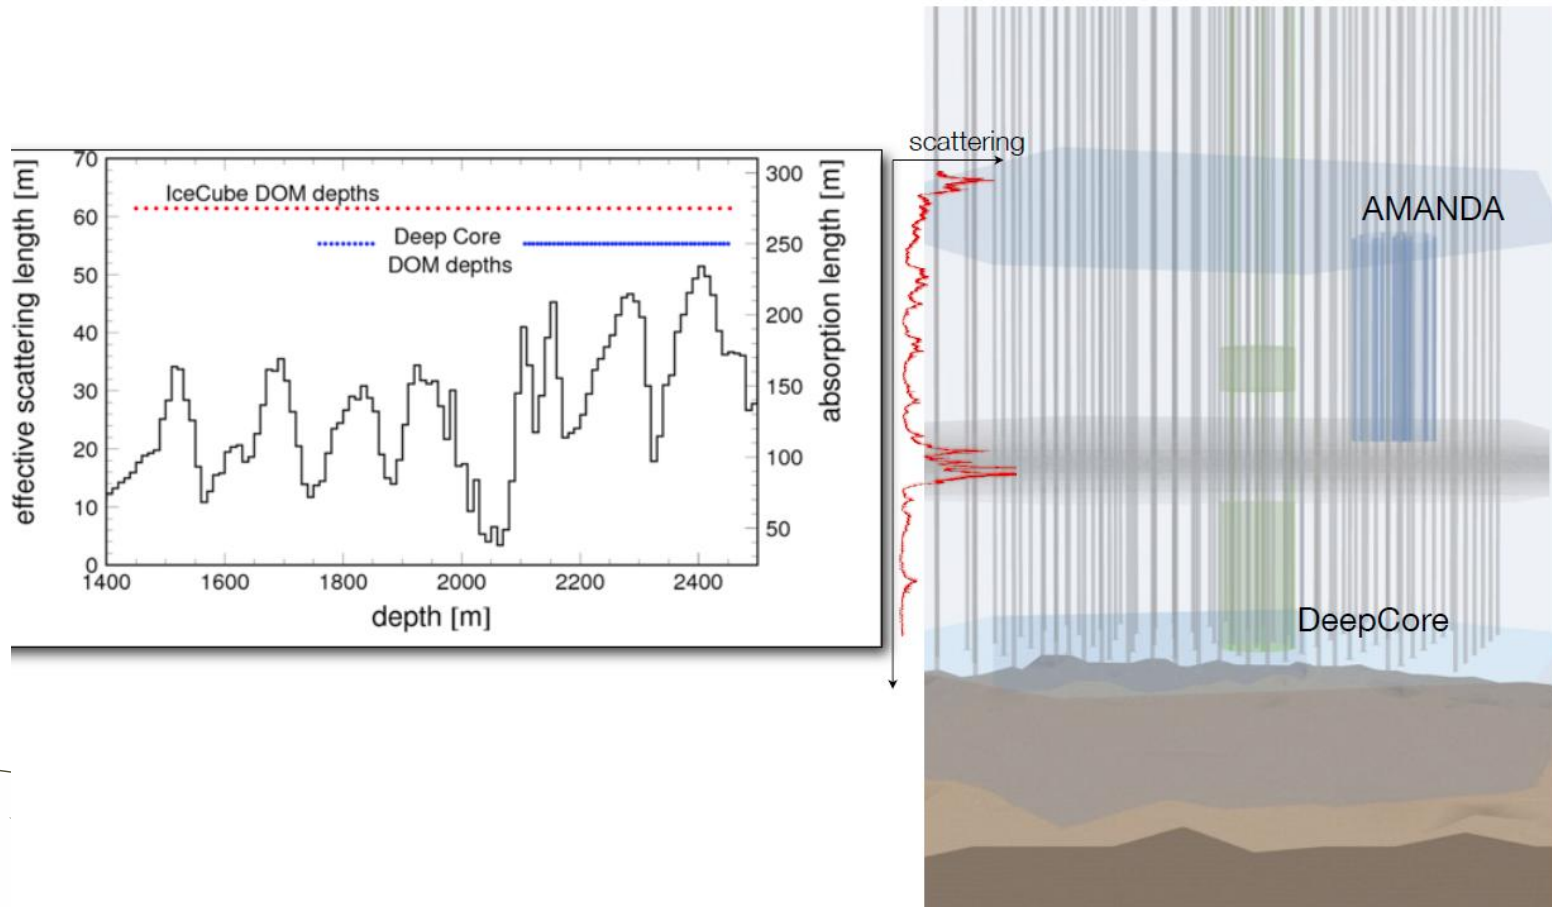 scattering
AMANDA
DeepCore
effective scattering length [m]
70
60
50
40
30
20
10
0
IceCube DOM depths
Deep Core
DOM depths
300
250
200
150
100
50
absorption length [m]
1400 1600 1800 2000 2200 2400
depth [m]